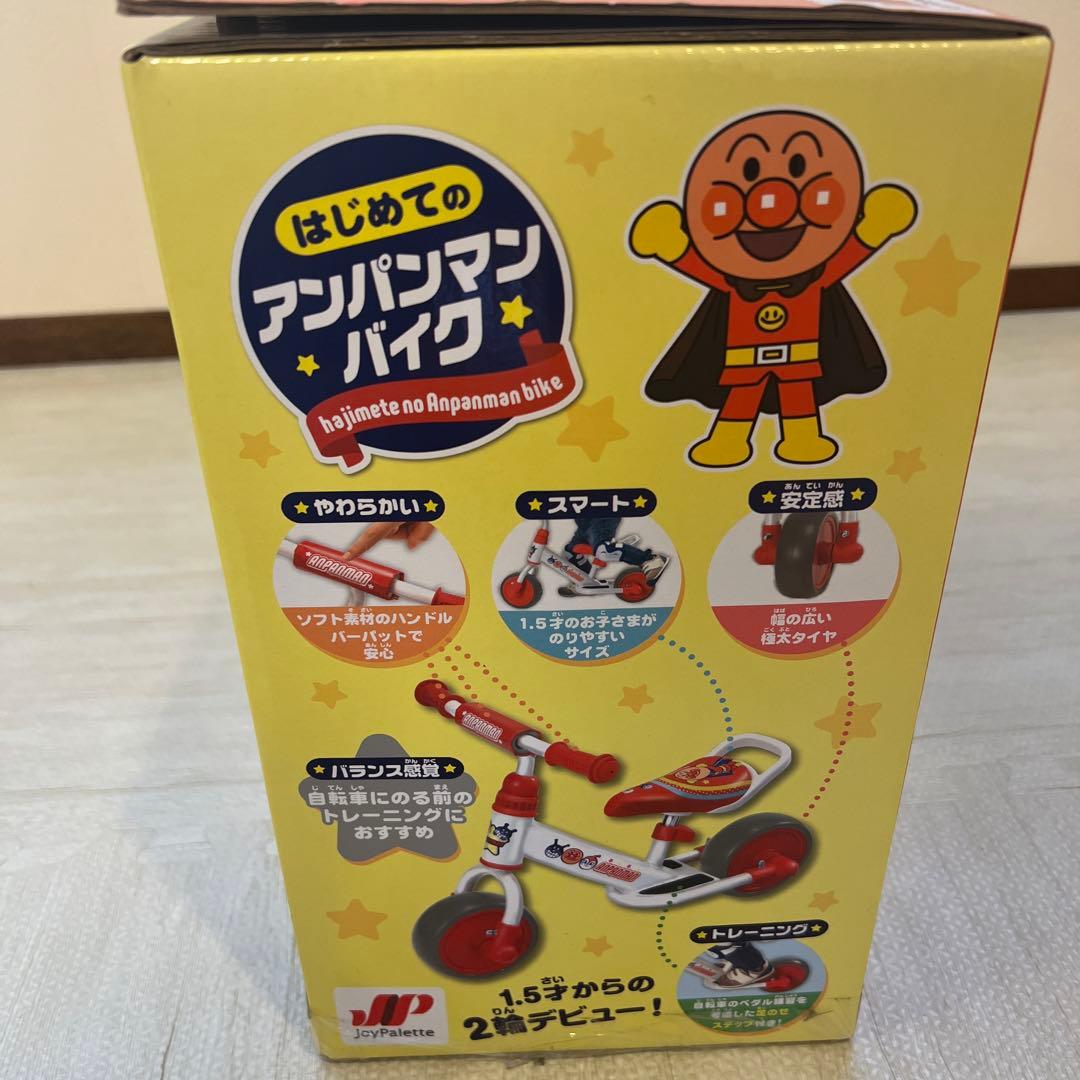 はじめての
アンパンマン
バイク
hajimete no Anpanman bike
やわらかい
ANPANMAN
ソフト素材のハンドル
バーパットで
安心
スマート
1.5才のお子さまが
のりやすい
サイズ
安定感
幅の広い
極太タイヤ
バランス感覚
自転車にのる前の
トレーニングに
おすすめ
ANPANMAN
ANPANMAN
トレーニング
自転車のペダル練習を
考慮した足のせ
ステップ付き!
1.5才からの
2輪デビュー!
JoyPalette